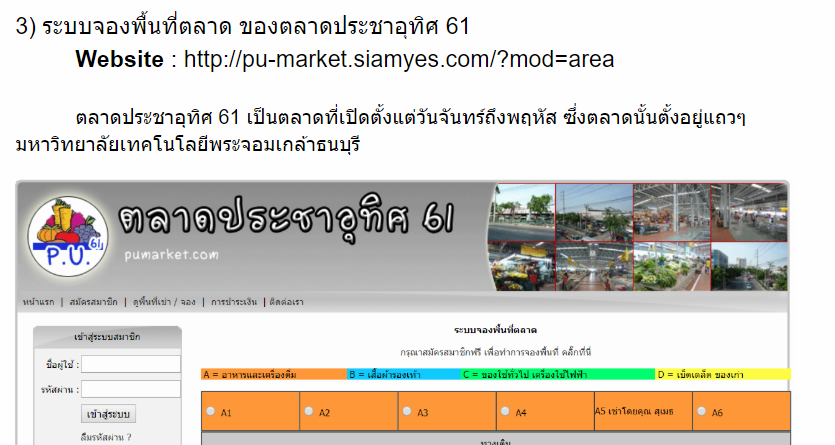 3) ระบบจองพื้นที่ตลาด ของตลาดประชาอุทิศ 61
Website : http://pu-market.siamyes.com/?mod=area
ตลาดประชาอุทิศ 61 เป็นตลาดที่เปิดตั้งแต่วันจันทร์ถึงพฤหัส ซึ่งตลาดนั้นตั้งอยู่แถวๆ
มหาวิทยาลัยเทคโนโลยีพระจอมเกล้าธนบุรี
ตลาดประชาอุทิศ 61
P.U. 61
pumarket.com
หน้าแรก | สมัครสมาชิก | ดูพื้นที่เช่า / จอง | การชำระเงิน | ติดต่อเรา
เข้าสู่ระบบสมาชิก
ชื่อผู้ใช้ :
รหัสผ่าน :
เข้าสู่ระบบ
ลืมรหัสผ่าน ?
ระบบจองพื้นที่ตลาด
กรุณาสมัครสมาชิกฟรี เพื่อทำการจองพื้นที่ คลิ๊กที่นี่
A = อาหารและเครื่องดื่ม B = เสื้อผ้ารองเท้า C = ของใช้ทั่วไป เครื่องใช้ไฟฟ้า D = เบ็ดเตล็ด ของเก่า
A1 A2 A3 A4 A5 เช่าโดยคุณ สุเมธ A6
ทางเดิน